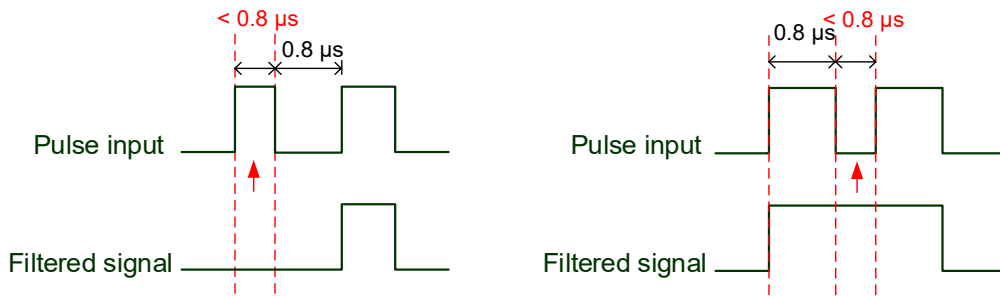 < 0.8 µs
0.8 µs
Pulse input
Filtered signal
< 0.8 µs
0.8 µs
Pulse input
Filtered signal